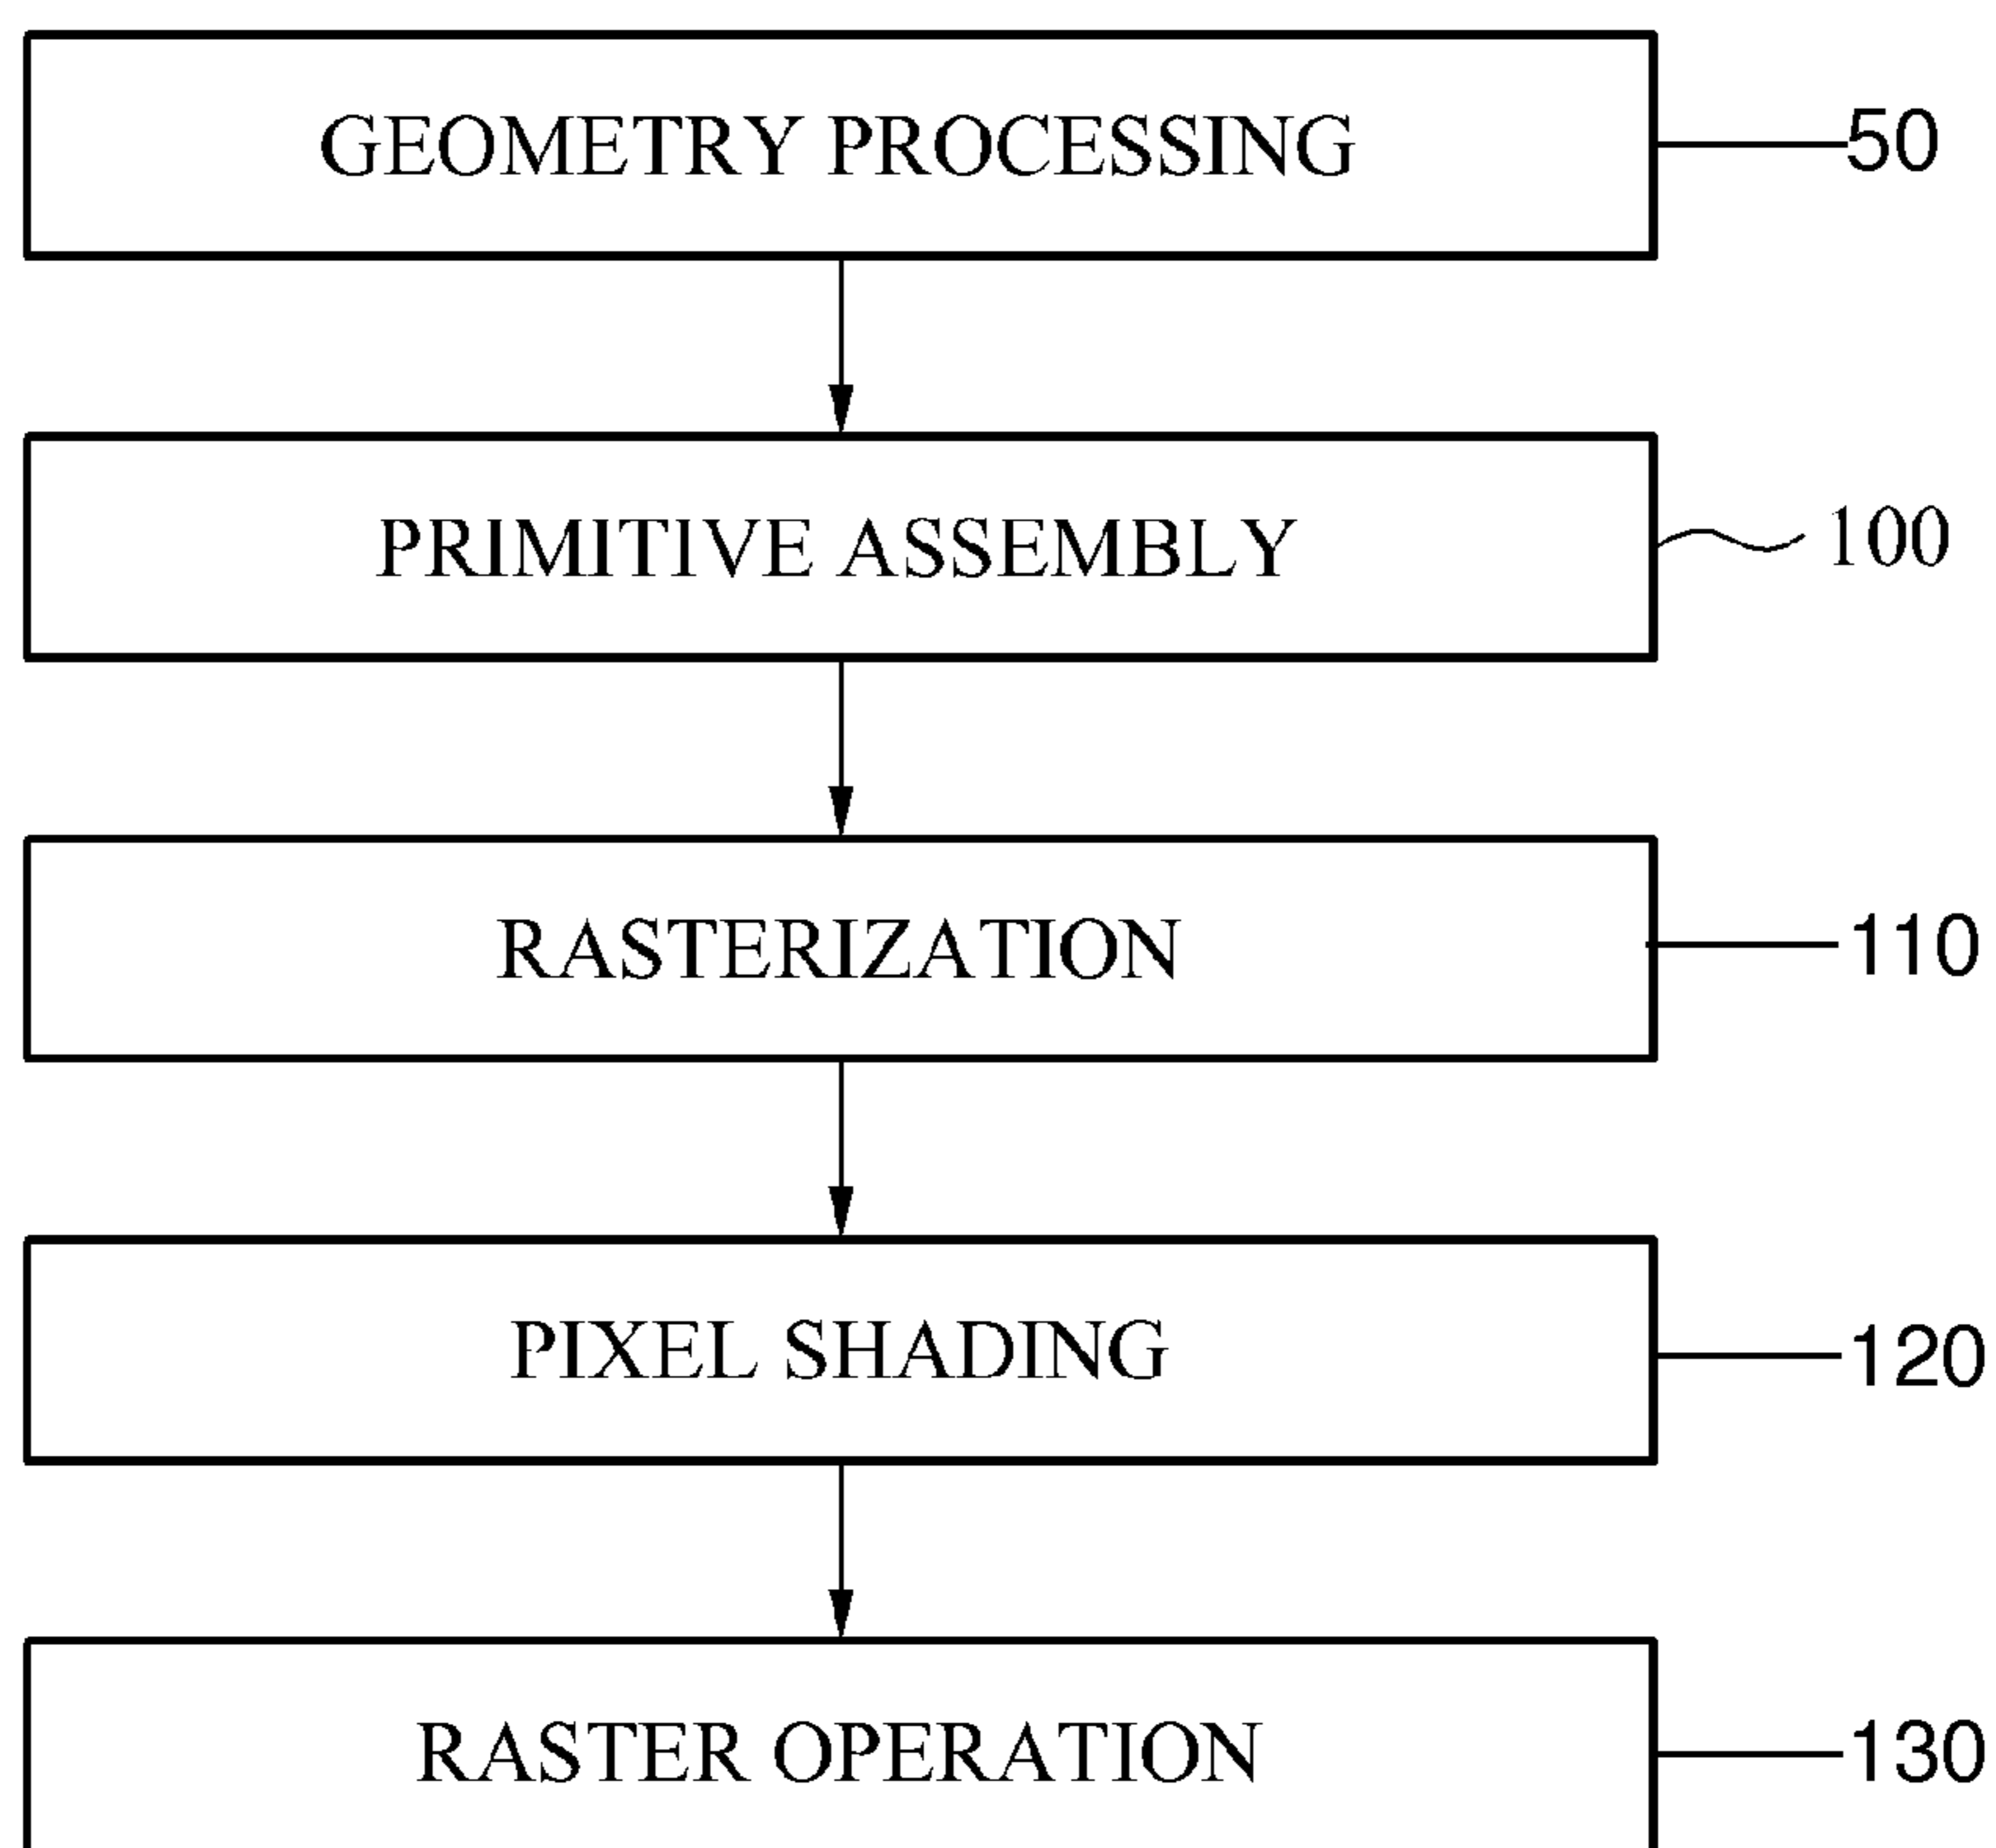 GEOMETRY PROCESSING 50
PRIMITIVE ASSEMBLY 100
RASTERIZATION 110
PIXEL SHADING 120
RASTER OPERATION 130